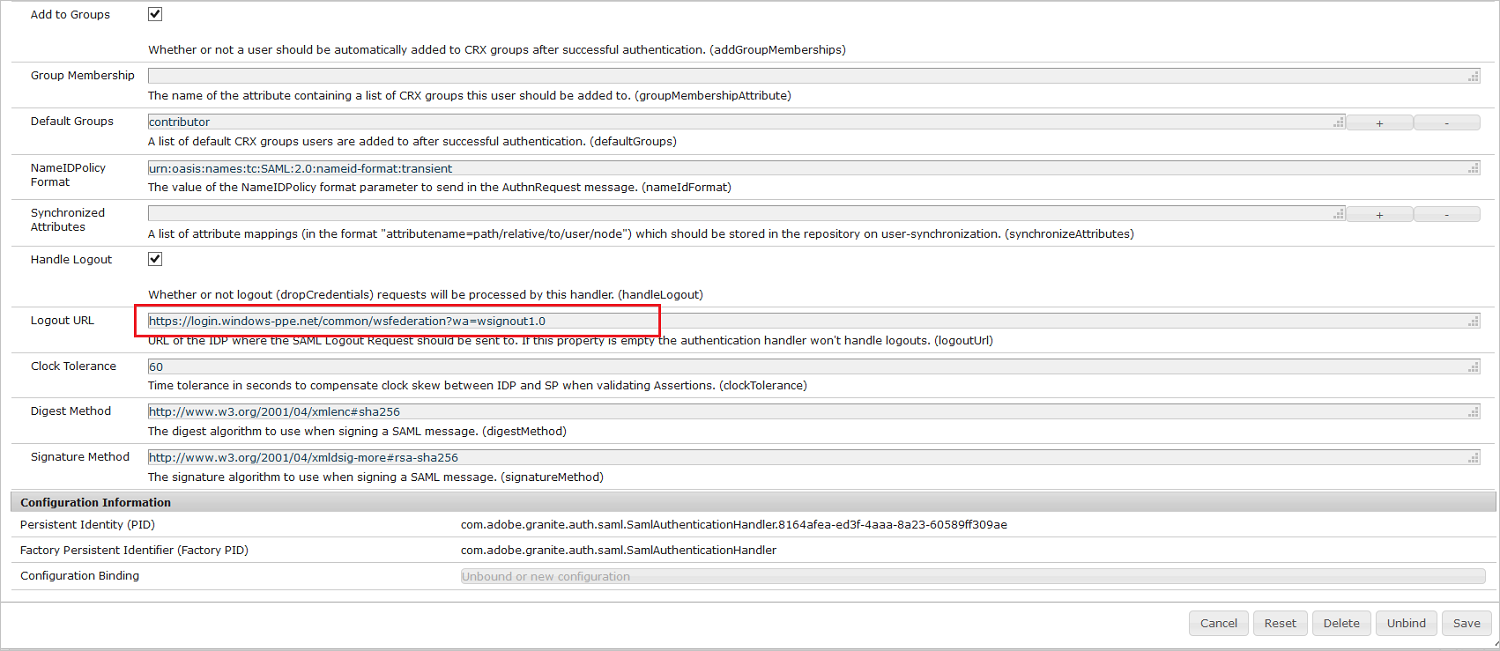 Add to Groups
Whether or not a user should be automatically added to CRX groups after successful authentication. (addGroupMemberships)
Group Membership
The name of the attribute containing a list of CRX groups this user should be added to. (groupMembershipAttribute)
Default Groups contributor + -
A list of default CRX groups users are added to after successful authentication. (defaultGroups)
NameIDPolicy
Format
urn:oasis:names:tc:SAML:2.0:nameid-format:transient
The value of the NameIDPolicy format parameter to send in the AuthnRequest message. (nameIdFormat)
Synchronized
Attributes
+ -
A list of attribute mappings (in the format "attributename=path/relative/to/user/node") which should be stored in the repository on user-synchronization. (synchronizeAttributes)
Handle Logout
Whether or not logout (dropCredentials) requests will be processed by this handler. (handleLogout)
Logout URL https://login.windows-ppe.net/common/wsfederation?wa=wsignout1.0
URL of the IDP where the SAML Logout Request should be sent to. If this property is empty the authentication handler won't handle logouts. (logoutUrl)
Clock Tolerance 60
Time tolerance in seconds to compensate clock skew between IDP and SP when validating Assertions. (clockTolerance)
Digest Method http://www.w3.org/2001/04/xmlenc#sha256
The digest algorithm to use when signing a SAML message. (digestMethod)
Signature Method http://www.w3.org/2001/04/xmldsig-more#rsa-sha256
The signature algorithm to use when signing a SAML message. (signatureMethod)
Configuration Information
Persistent Identity (PID) com.adobe.granite.auth.saml.SamlAuthenticationHandler.8164afea-ed3f-4aaa-8a23-60589ff309ae
Factory Persistent Identifier (Factory PID) com.adobe.granite.auth.saml.SamlAuthenticationHandler
Configuration Binding Unbound or new configuration
Cancel Reset Delete Unbind Save